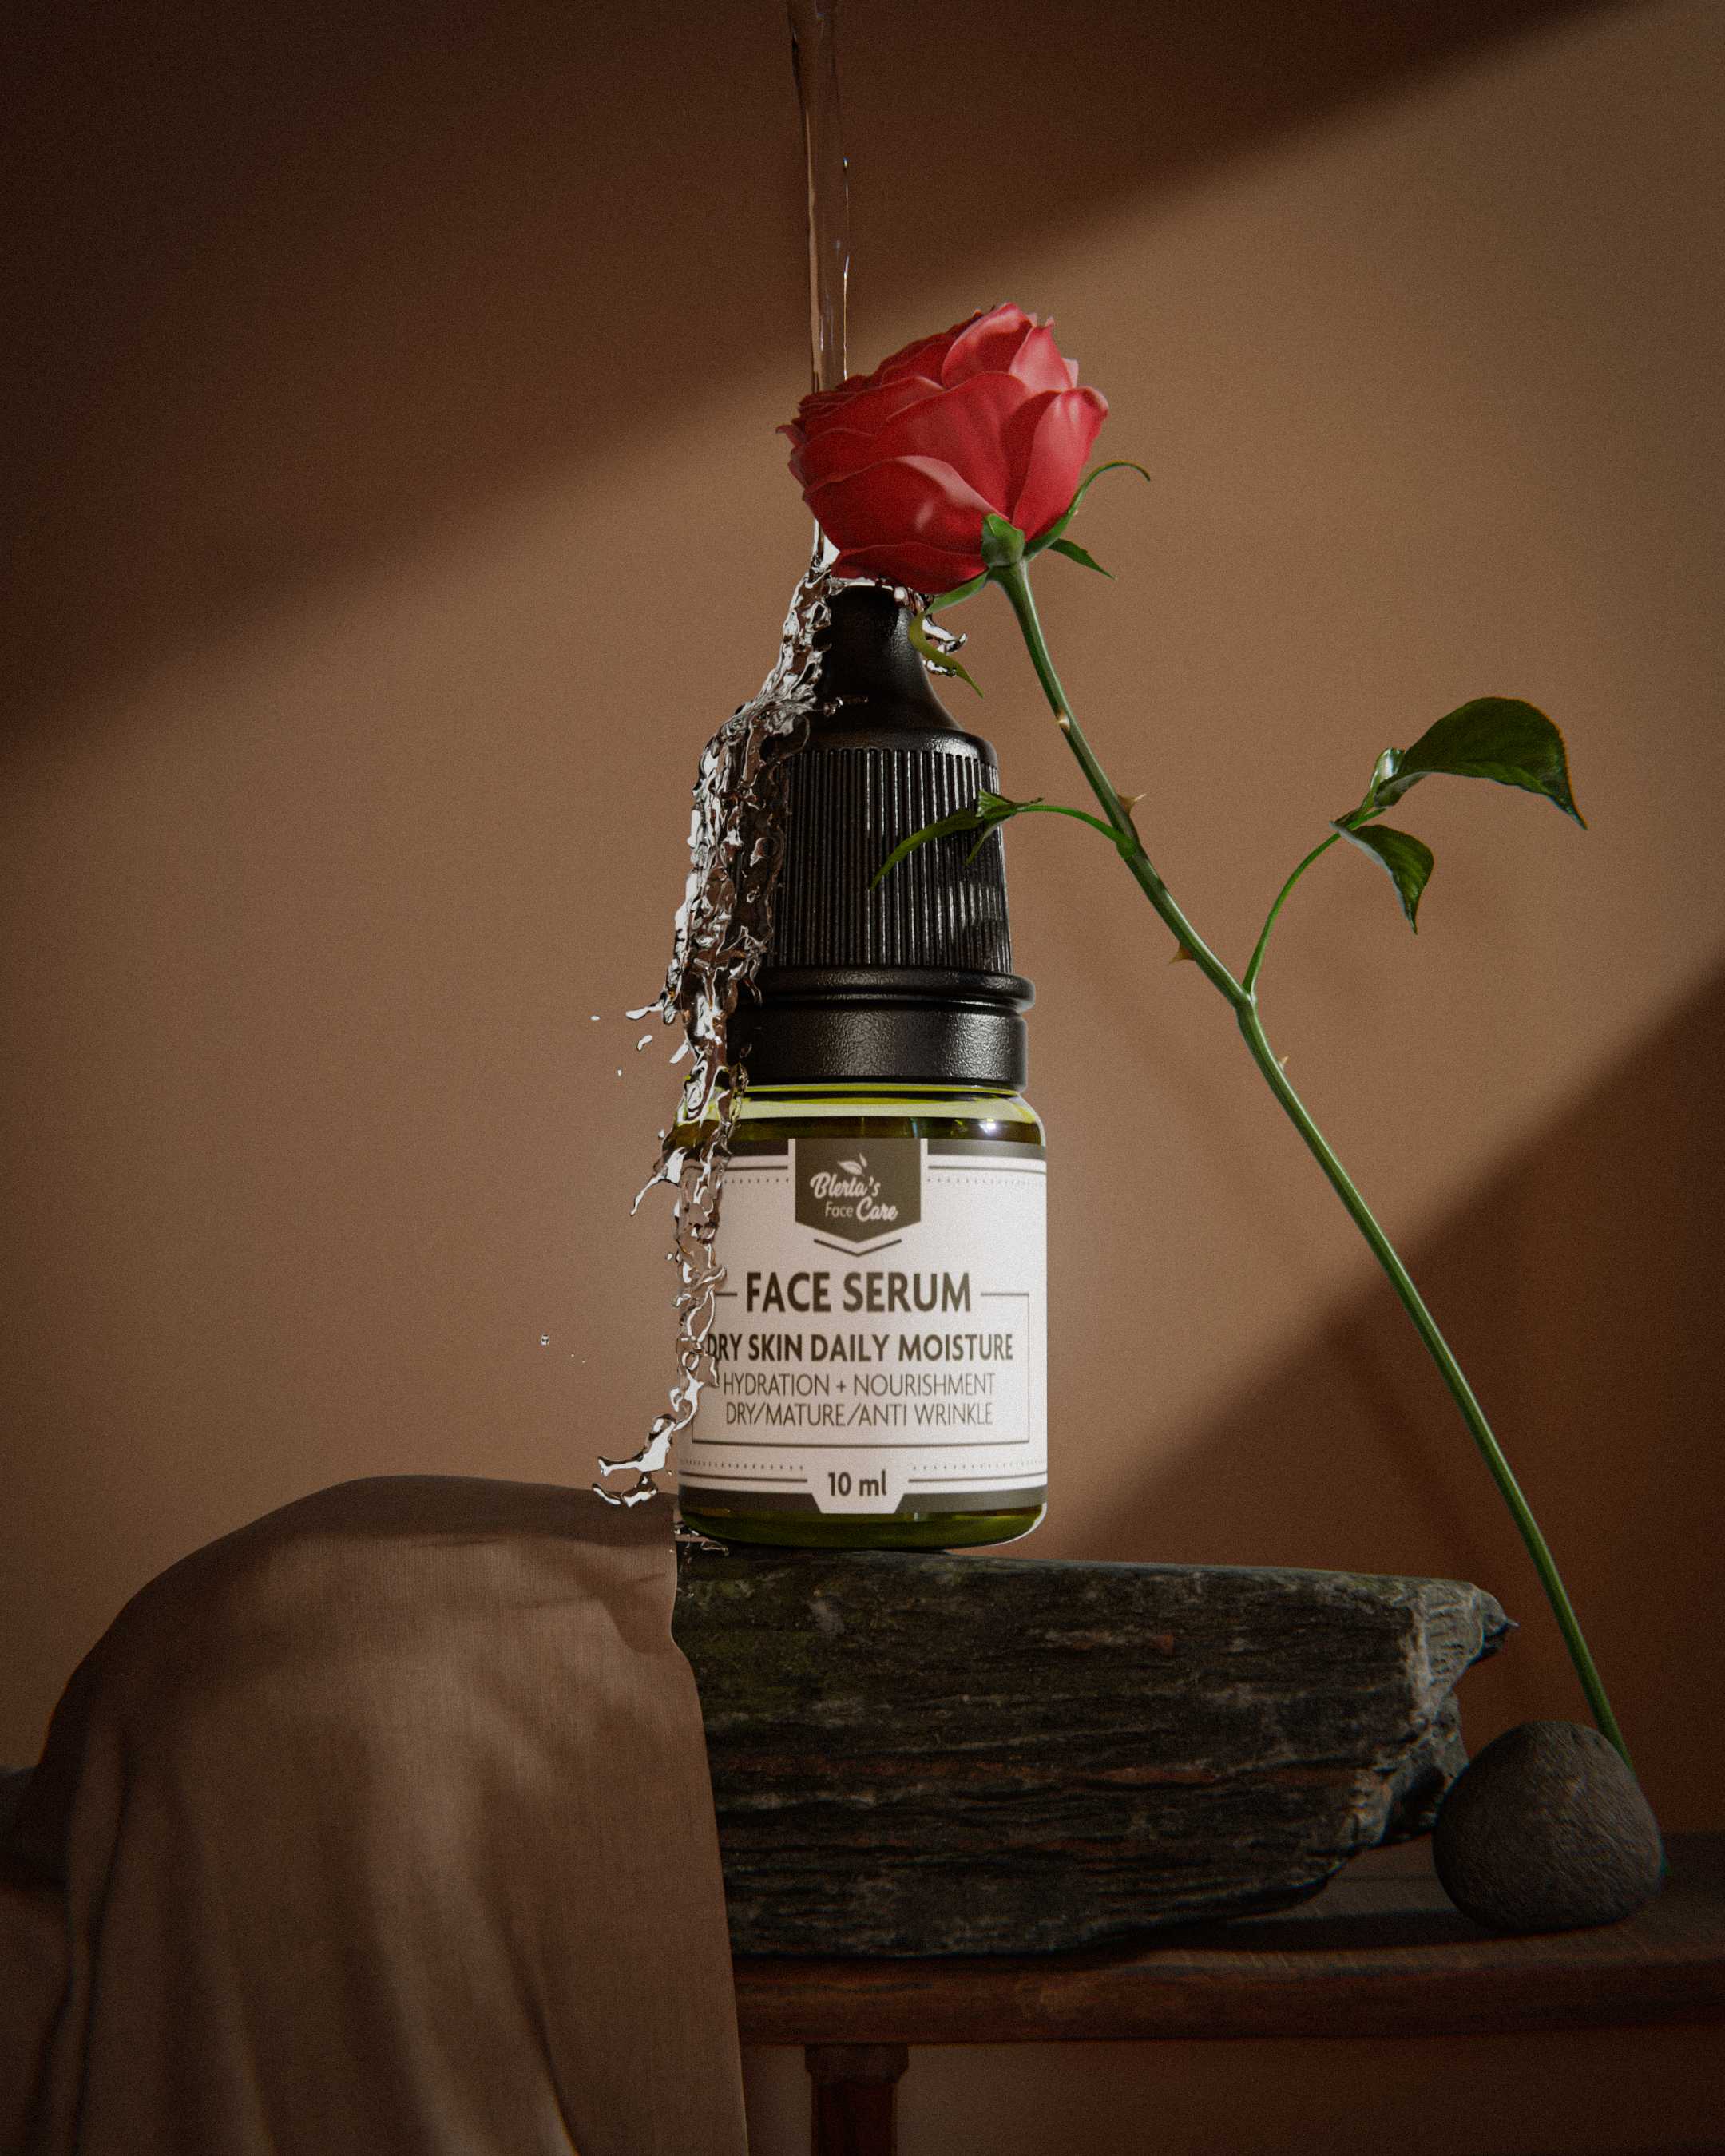 Blerta's
Face Care
FACE SERUM
DRY SKIN DAILY MOISTURE
HYDRATION + NOURISHMENT
DRY/MATURE/ANTI WRINKLE
10 ml